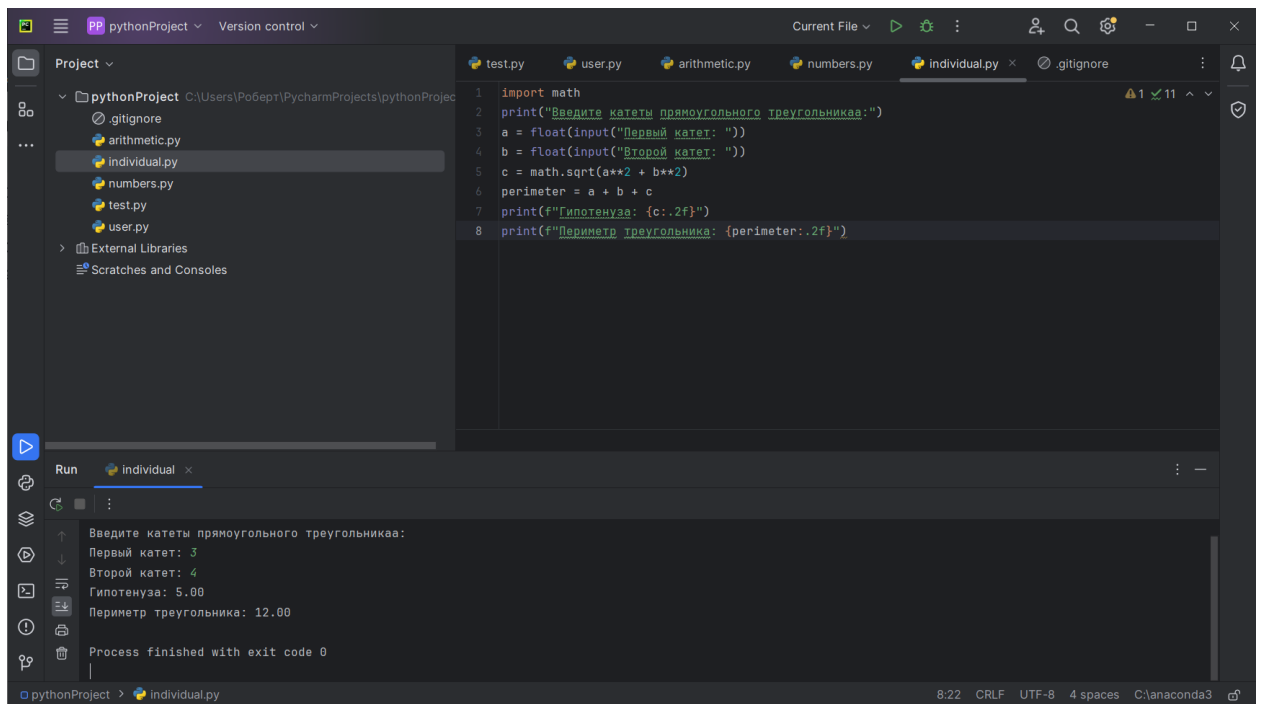 PP pythonProject Version control Current File
Project
pythonProject C:\Users\Роберт\PycharmProjects\pythonProjec
.gitignore
arithmetic.py
individual.py
numbers.py
test.py
user.py
External Libraries
Scratches and Consoles
test.py user.py arithmetic.py numbers.py individual.py .gitignore
1 import math
2 print("Введите катеты прямоугольного треугольникаа:")
3 a = float(input("Первый катет: "))
4 b = float(input("Второй катет: "))
5 c = math.sqrt(a**2 + b**2)
6 perimeter = a + b + c
7 print(f"Гипотенуза: {c:.2f}")
8 print(f"Периметр треугольника: {perimeter:.2f}")
1 11
Run individual
Введите катеты прямоугольного треугольникаа:
Первый катет: 3
Второй катет: 4
Гипотенуза: 5.00
Периметр треугольника: 12.00
Process finished with exit code 0
pythonProject > individual.py 8:22 CRLF UTF-8 4 spaces C:\anaconda3